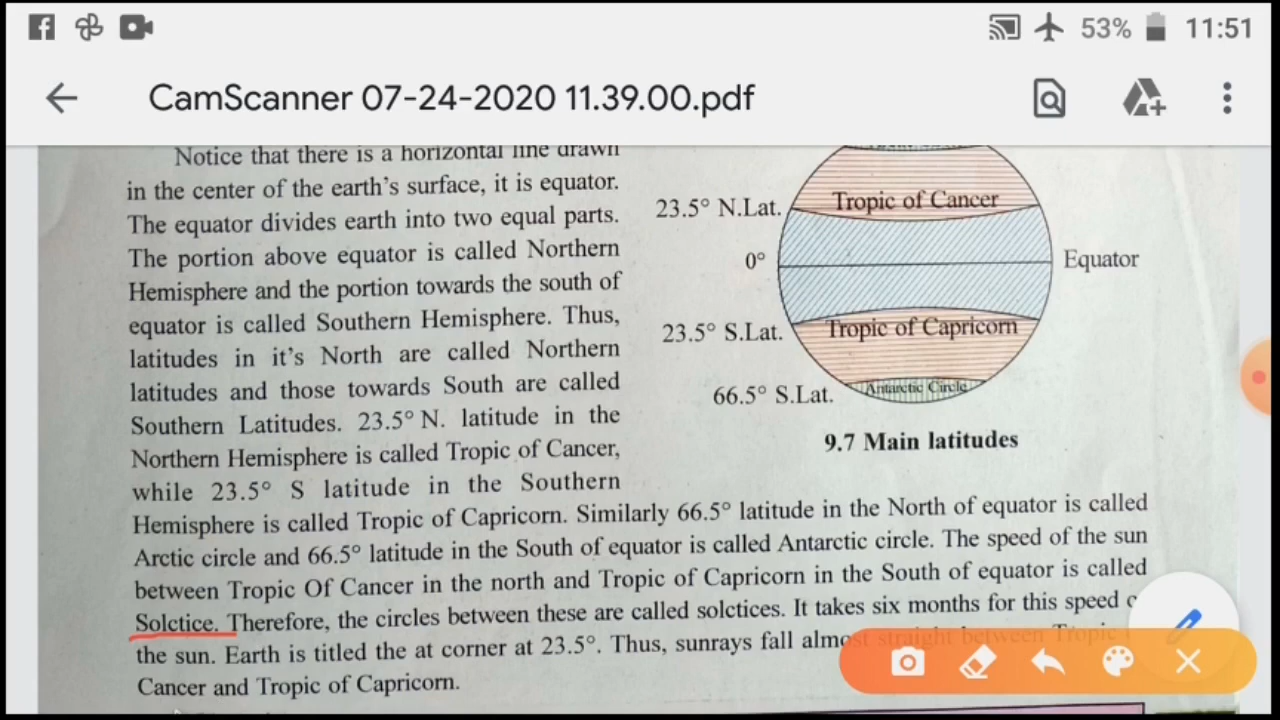 53% 11:51
CamScanner 07-24-2020 11.39.00.pdf
Notice that there is a horizontal line drawn
in the center of the earth's surface, it is equator.
The equator divides earth into two equal parts.
The portion above equator is called Northern
Hemisphere and the portion towards the south of
equator is called Southern Hemisphere. Thus,
latitudes in it's North are called Northern
latitudes and those towards South are called
Southern Latitudes. 23.5° N. latitude in the
Northern Hemisphere is called Tropic of Cancer,
while 23.5° S latitude in the Southern
Hemisphere is called Tropic of Capricorn. Similarly 66.5° latitude in the North of equator is called
Arctic circle and 66.5° latitude in the South of equator is called Antarctic circle. The speed of the sun
between Tropic Of Cancer in the north and Tropic of Capricorn in the South of equator is called
Solctice. Therefore, the circles between these are called solctices. It takes six months for this speed
the sun. Earth is titled the at corner at 23.5°. Thus, sunrays fall almost straight between Tropic
Cancer and Tropic of Capricorn.
23.5° N.Lat.
Tropic of Cancer
0°
Equator
23.5° S.Lat.
Tropic of Capricorn
66.5° S.Lat.
Antarctic Circle
9.7 Main latitudes